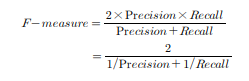 F−measure = 2×Precision×Recall / Precision+Recall
= 2 / 1/Precision+1/Recall